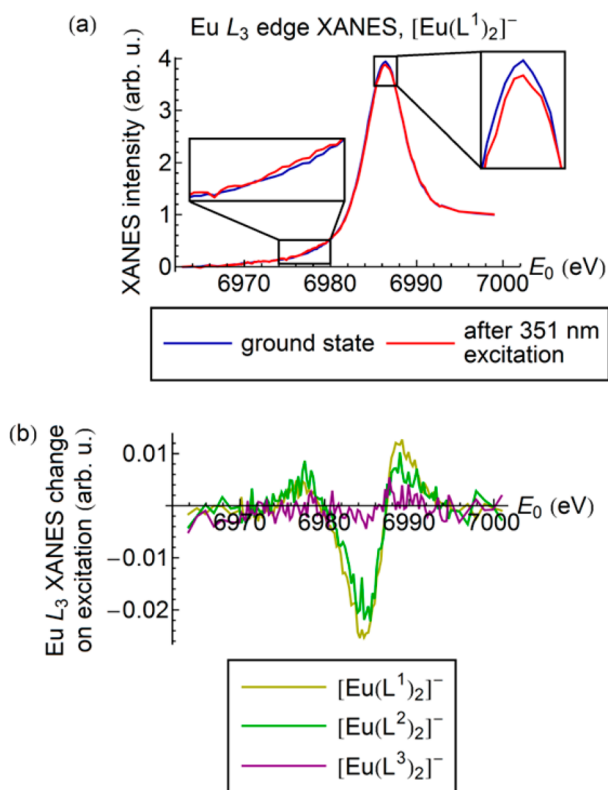 (a) Eu L₃ edge XANES, [Eu(L¹)₂]⁻
XANES intensity (arb. u.)
4
3
2
1
0
6970 6980 6990 7000 E₀ (eV)
ground state
after 351 nm
excitation
(b)
Eu L₃ XANES change
on excitation (arb. u.)
0.01
−0.01
−0.02
6970 6980 6990 7000 E₀ (eV)
[Eu(L¹)₂]⁻
[Eu(L²)₂]⁻
[Eu(L³)₂]⁻